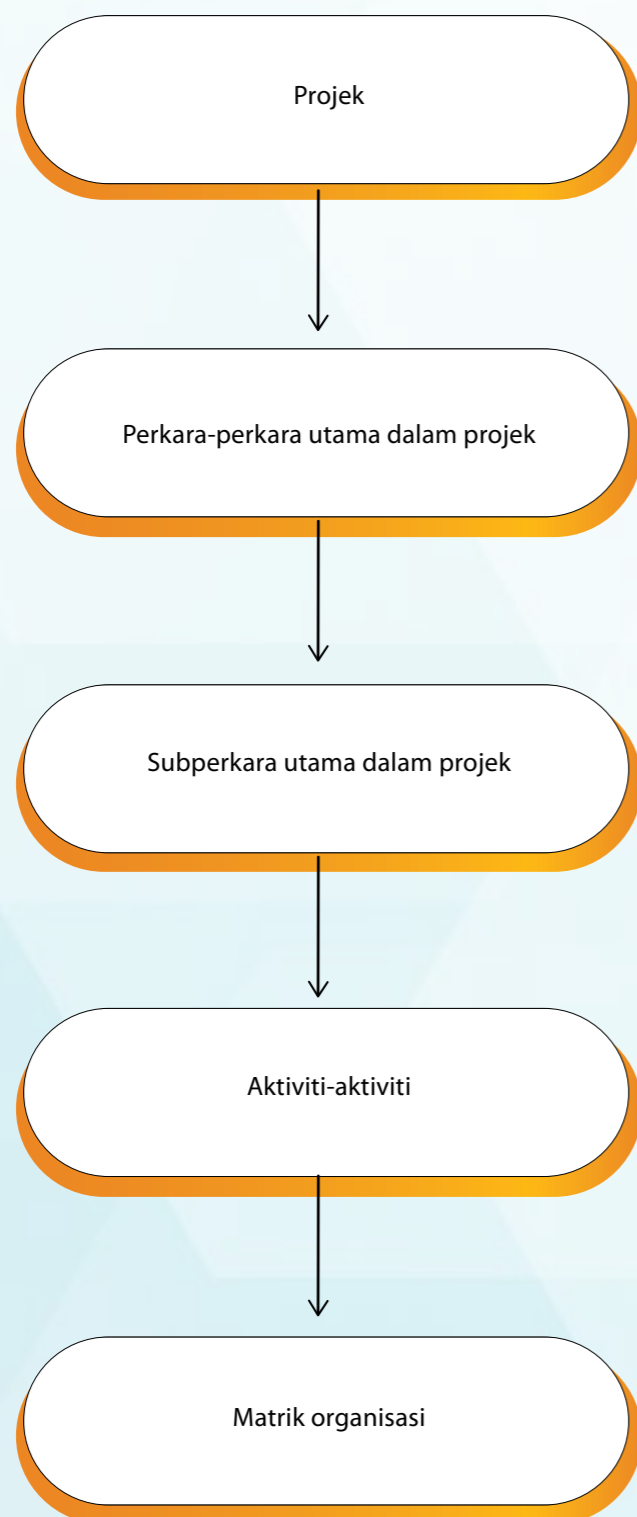 Projek
Perkara-perkara utama dalam projek
Subperkara utama dalam projek
Aktiviti-aktiviti
Matrik organisasi